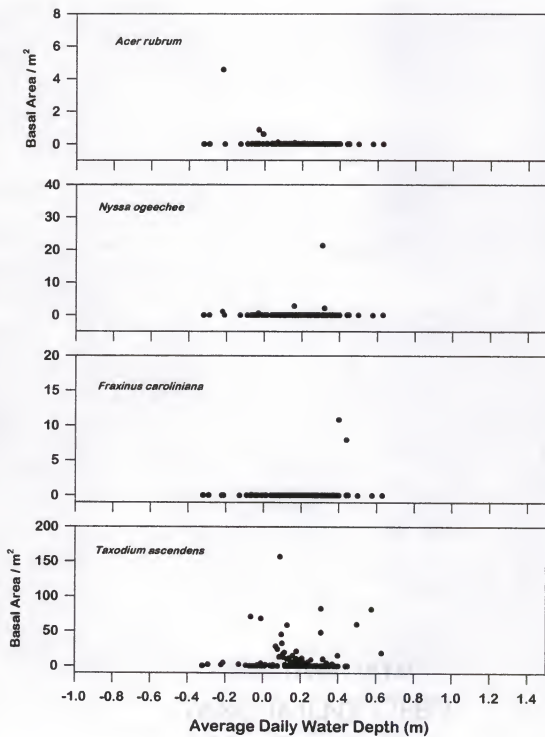 8
6
4
2
0
Basal Area / m²
Acer rubrum
40
30
20
10
0
Nyssa ogeechee
20
15
10
5
0
Fraxinus caroliniana
200
150
100
50
0
Basal Area / m²
Taxodium ascendens
-1.0 -0.8 -0.6 -0.4 -0.2 0.0 0.2 0.4 0.6 0.8 1.0 1.2 1.4
Average Daily Water Depth (m)